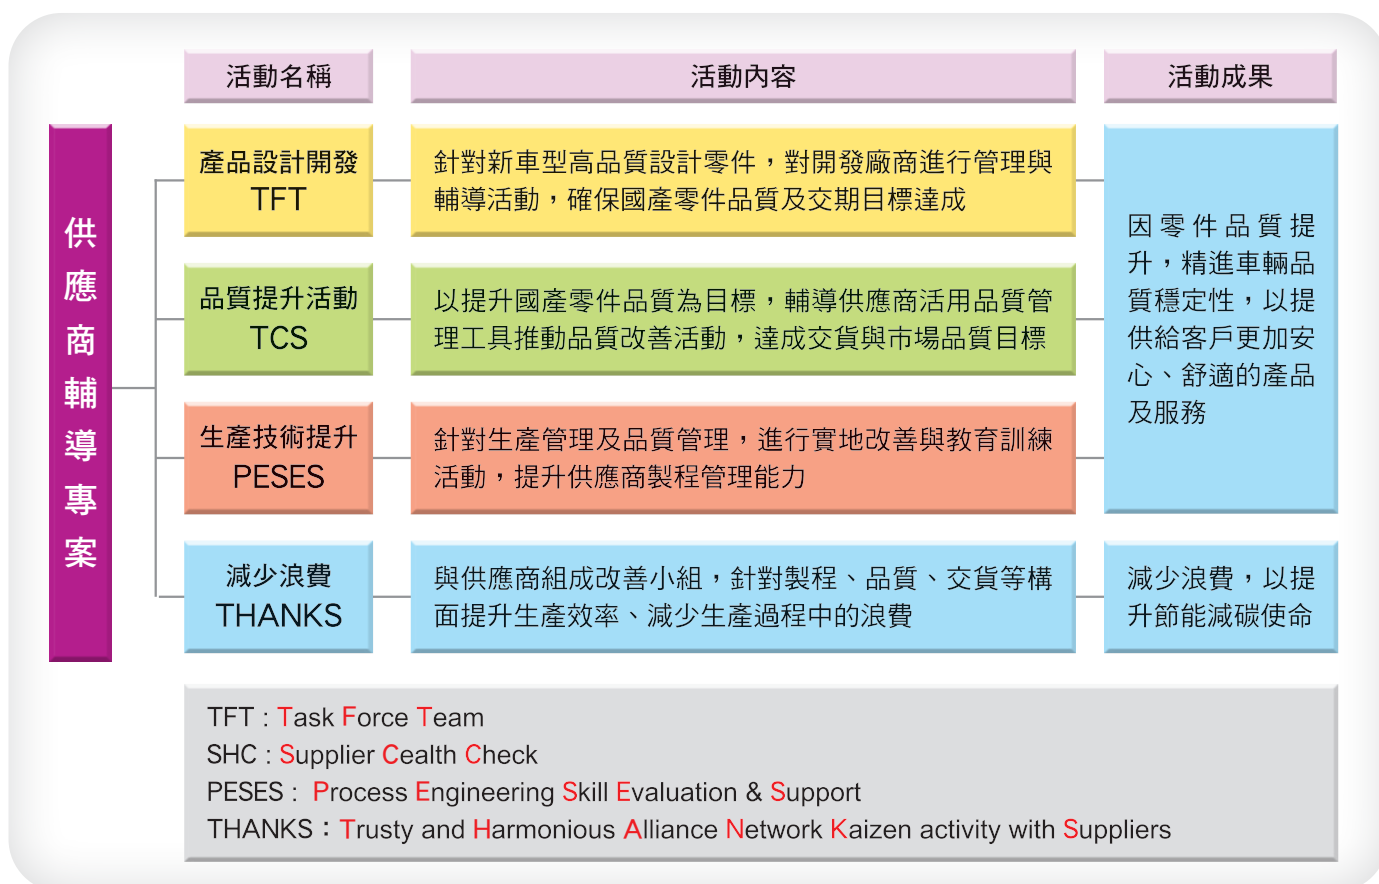 活動名稱
活動內容
活動成果
供應商輔導專案
產品設計開發
TFT
針對新車型高品質設計零件，對開發廠商進行管理與
輔導活動，確保國產零件品質及交期目標達成
品質提升活動
TCS
以提升國產零件品質為目標，輔導供應商活用品質管
理工具推動品質改善活動，達成交貨與市場品質目標
生產技術提升
PESES
針對生產管理及品質管理，進行實地改善與教育訓練
活動，提升供應商製程管理能力
因零件品質提
升，精進車輛品
質穩定性，以提
供給客戶更加安
心、舒適的產品
及服務
減少浪費
THANKS
與供應商組成改善小組，針對製程、品質、交貨等構
面提升生產效率、減少生產過程中的浪費
減少浪費，以提
升節能減碳使命
TFT : Task Force Team
SHC : Supplier Cealth Check
PESES : Process Engineering Skill Evaluation & Support
THANKS：Trusty and Harmonious Alliance Network Kaizen activity with Suppliers